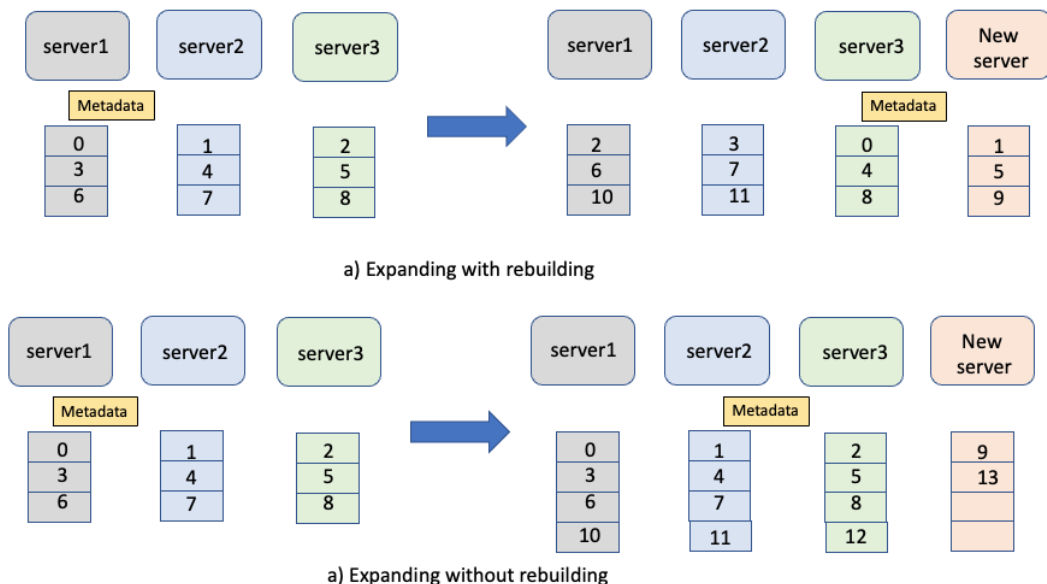 server1 server2 server3 server1 server2 server3 New server
Metadata Metadata
0 1 2 2 3 0 1
3 4 5 6 7 4 5
6 7 8 10 11 8 9
a) Expanding with rebuilding
server1 server2 server3 server1 server2 server3 New server
Metadata Metadata
0 1 2 0 1 2 9
3 4 5 3 4 5 13
6 7 8 6 7 8
10 11 12
a) Expanding without rebuilding